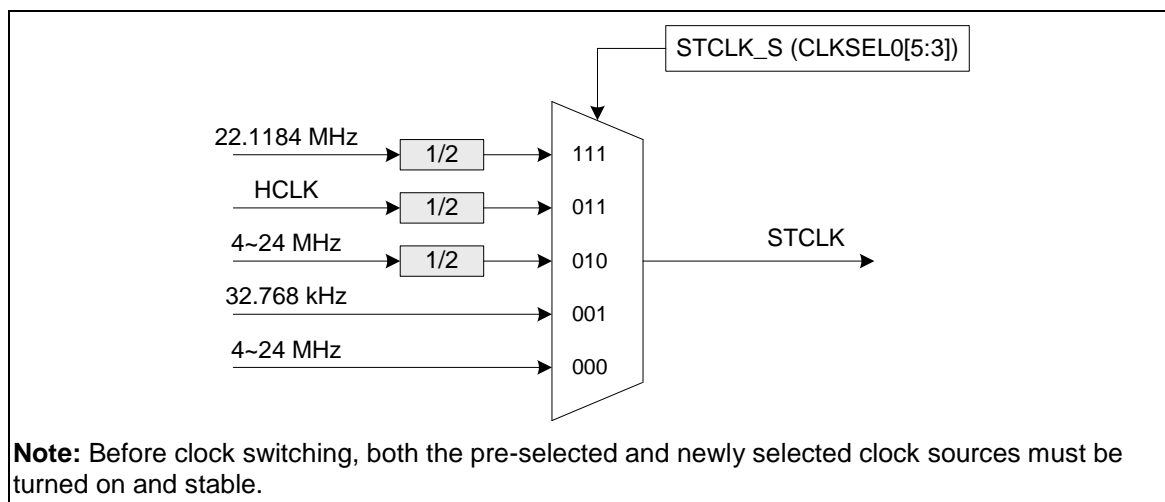 STCLK_S (CLKSEL0[5:3])
22.1184 MHz
1/2
111
HCLK
1/2
011
4~24 MHz
1/2
010
STCLK
32.768 kHz
001
4~24 MHz
000
Note: Before clock switching, both the pre-selected and newly selected clock sources must be
turned on and stable.